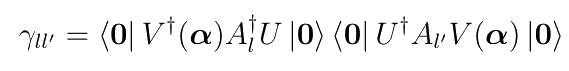 γ_{ll'} = ⟨𝟎| V^†(𝜶)A_l^†U |𝟎⟩ ⟨𝟎| U^†A_{l'}V(𝜶) |𝟎⟩